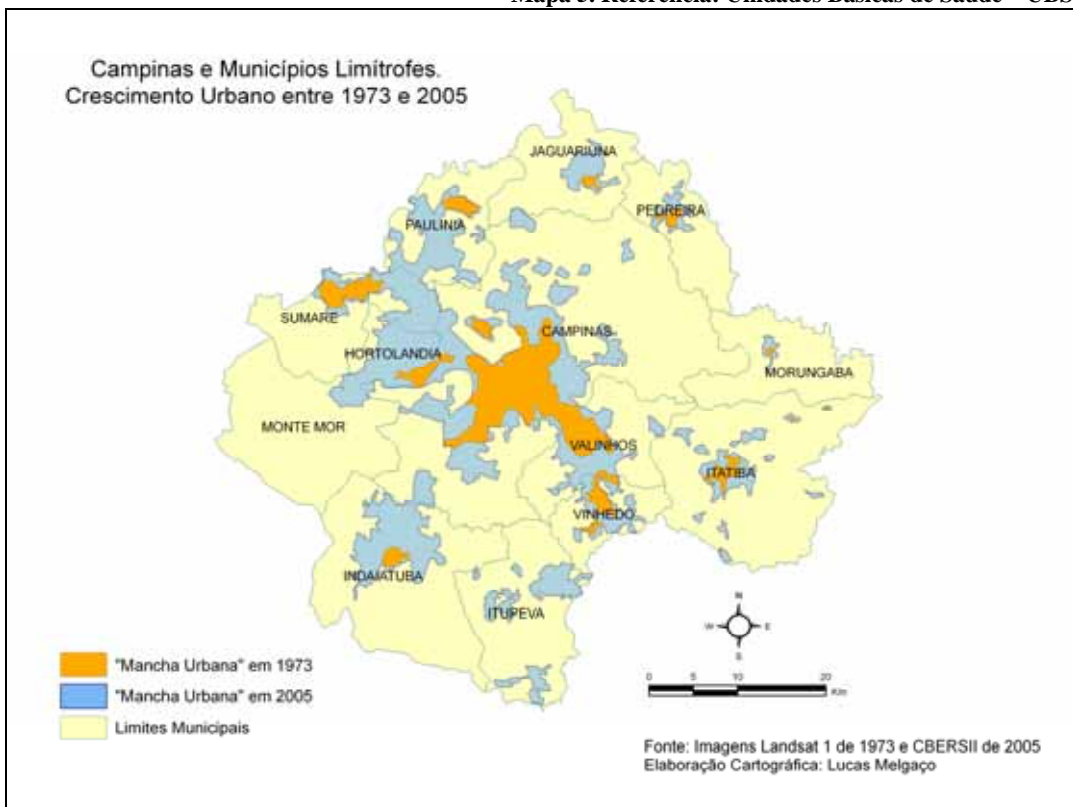 Mapa 3. Referência: Unidades Básicas de Saúde – UBS
Campinas e Municípios Limítrofes.
Crescimento Urbano entre 1973 e 2005
JAGUARIUNA
PEDREIRA
PAULINIA
SUMARE
CAMPINAS
HORTOLANDIA
MORUNGABA
MONTE MOR
VALINHOS
ITATIBA
VINHEDO
INDAIATUBA
ITUPEVA
N
W E
S
0 5 10 20
Km
"Mancha Urbana" em 1973
"Mancha Urbana" em 2005
Limites Municipais
Fonte: Imagens Landsat 1 de 1973 e CBERSII de 2005
Elaboração Cartográfica: Lucas Melgaço